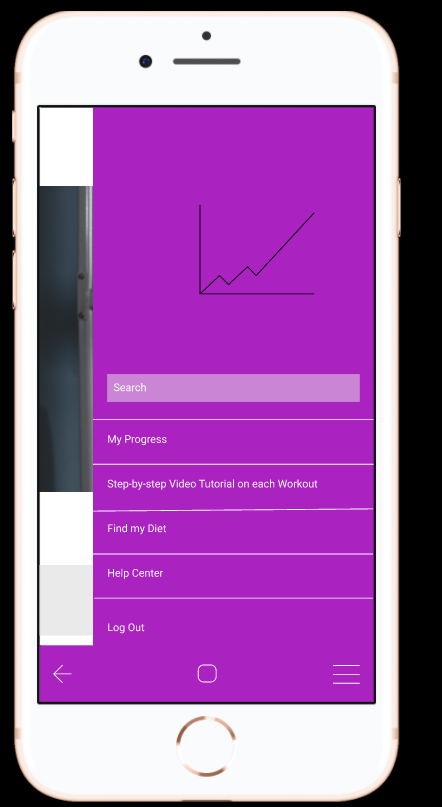 Search
My Progress
Step-by-step Video Tutorial on each Workout
Find my Diet
Help Center
Log Out